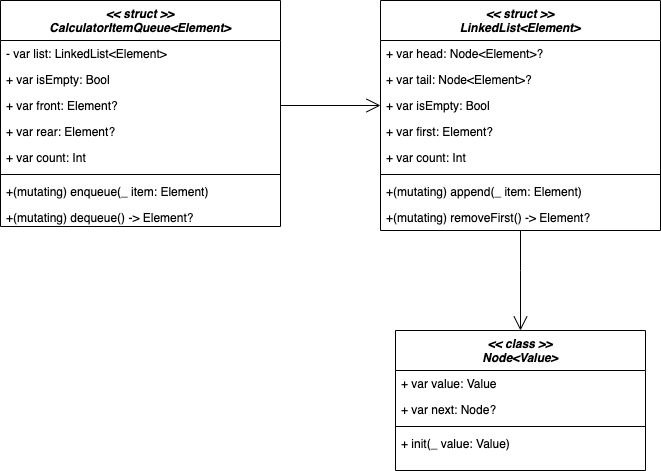 << struct >>
CalculatorItemQueue<Element>
- var list: LinkedList<Element>
+ var isEmpty: Bool
+ var front: Element?
+ var rear: Element?
+ var count: Int
+(mutating) enqueue(_ item: Element)
+(mutating) dequeue() -> Element?
<< struct >>
LinkedList<Element>
+ var head: Node<Element>?
+ var tail: Node<Element>?
+ var isEmpty: Bool
+ var first: Element?
+ var count: Int
+(mutating) append(_ item: Element)
+(mutating) removeFirst() -> Element?
<< class >>
Node<Value>
+ var value: Value
+ var next: Node?
+ init(_ value: Value)